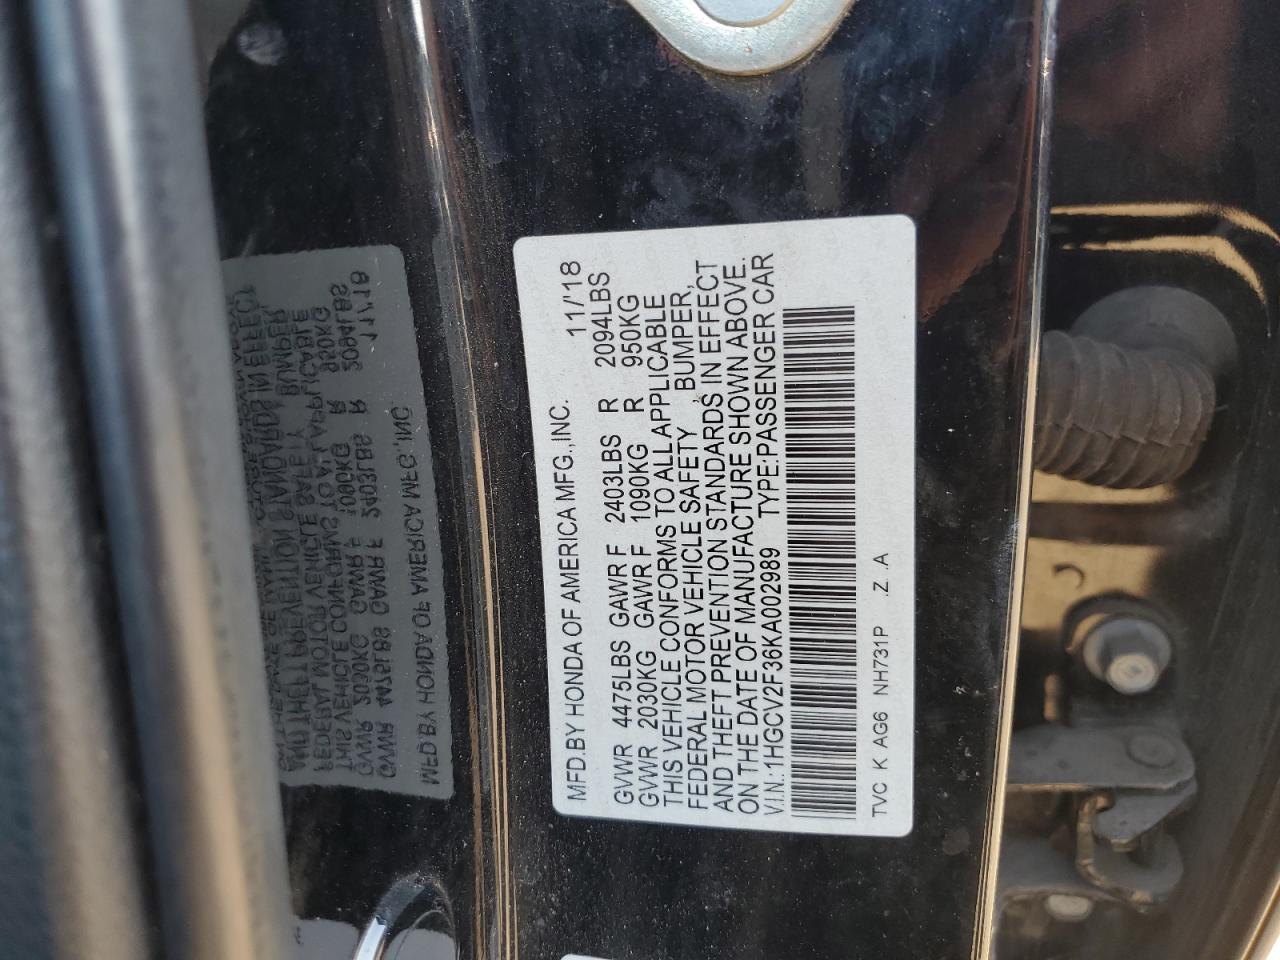 MFD.BY HONDA OF AMERICA MFG.,INC. 11/'18
GVWR 4475LBS GAWR F 2403LBS R 2094LBS
GVWR 2030KG GAWR F 1090KG R 950KG
THIS VEHICLE CONFORMS TO ALL APPLICABLE
FEDERAL MOTOR VEHICLE SAFETY , BUMPER,
AND THEFT PREVENTION STANDARDS IN EFFECT
ON THE DATE OF MANUFACTURE SHOWN ABOVE.
V.I.N.: 1HGCV2F36KA002989 TYPE:PASSENGER CAR
TVC K AG6 NH731P .Z .A